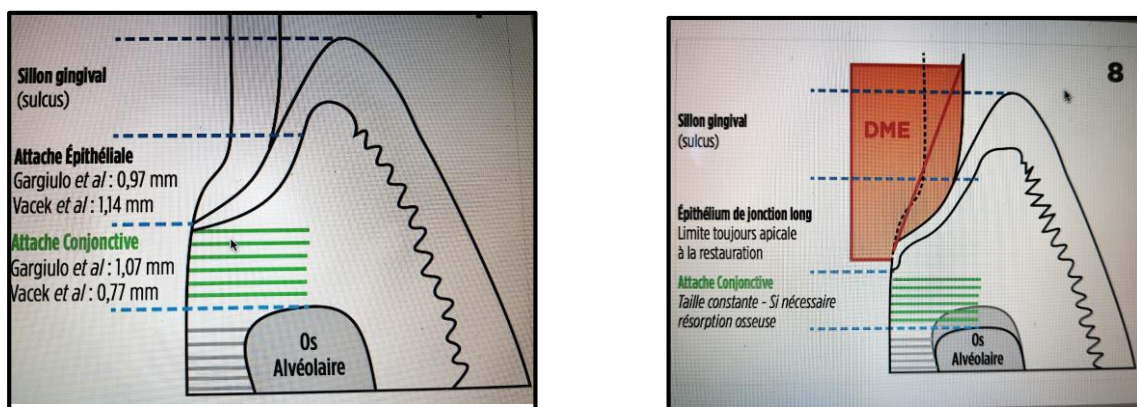 Sillon gingival
(sulcus)
Attache Épithéliale
Gargiulo et al : 0,97 mm
Vacek et al : 1,14 mm
Attache Conjonctive
Gargiulo et al : 1,07 mm
Vacek et al : 0,77 mm
Os
Alvéolaire
8
DME
Sillon gingival
(sulcus)
Épithélium de jonction long
Limite toujours apicale
à la restauration
Attache Conjonctive
Taille constante - Si nécessaire
résorption osseuse
Os
Alvéolaire